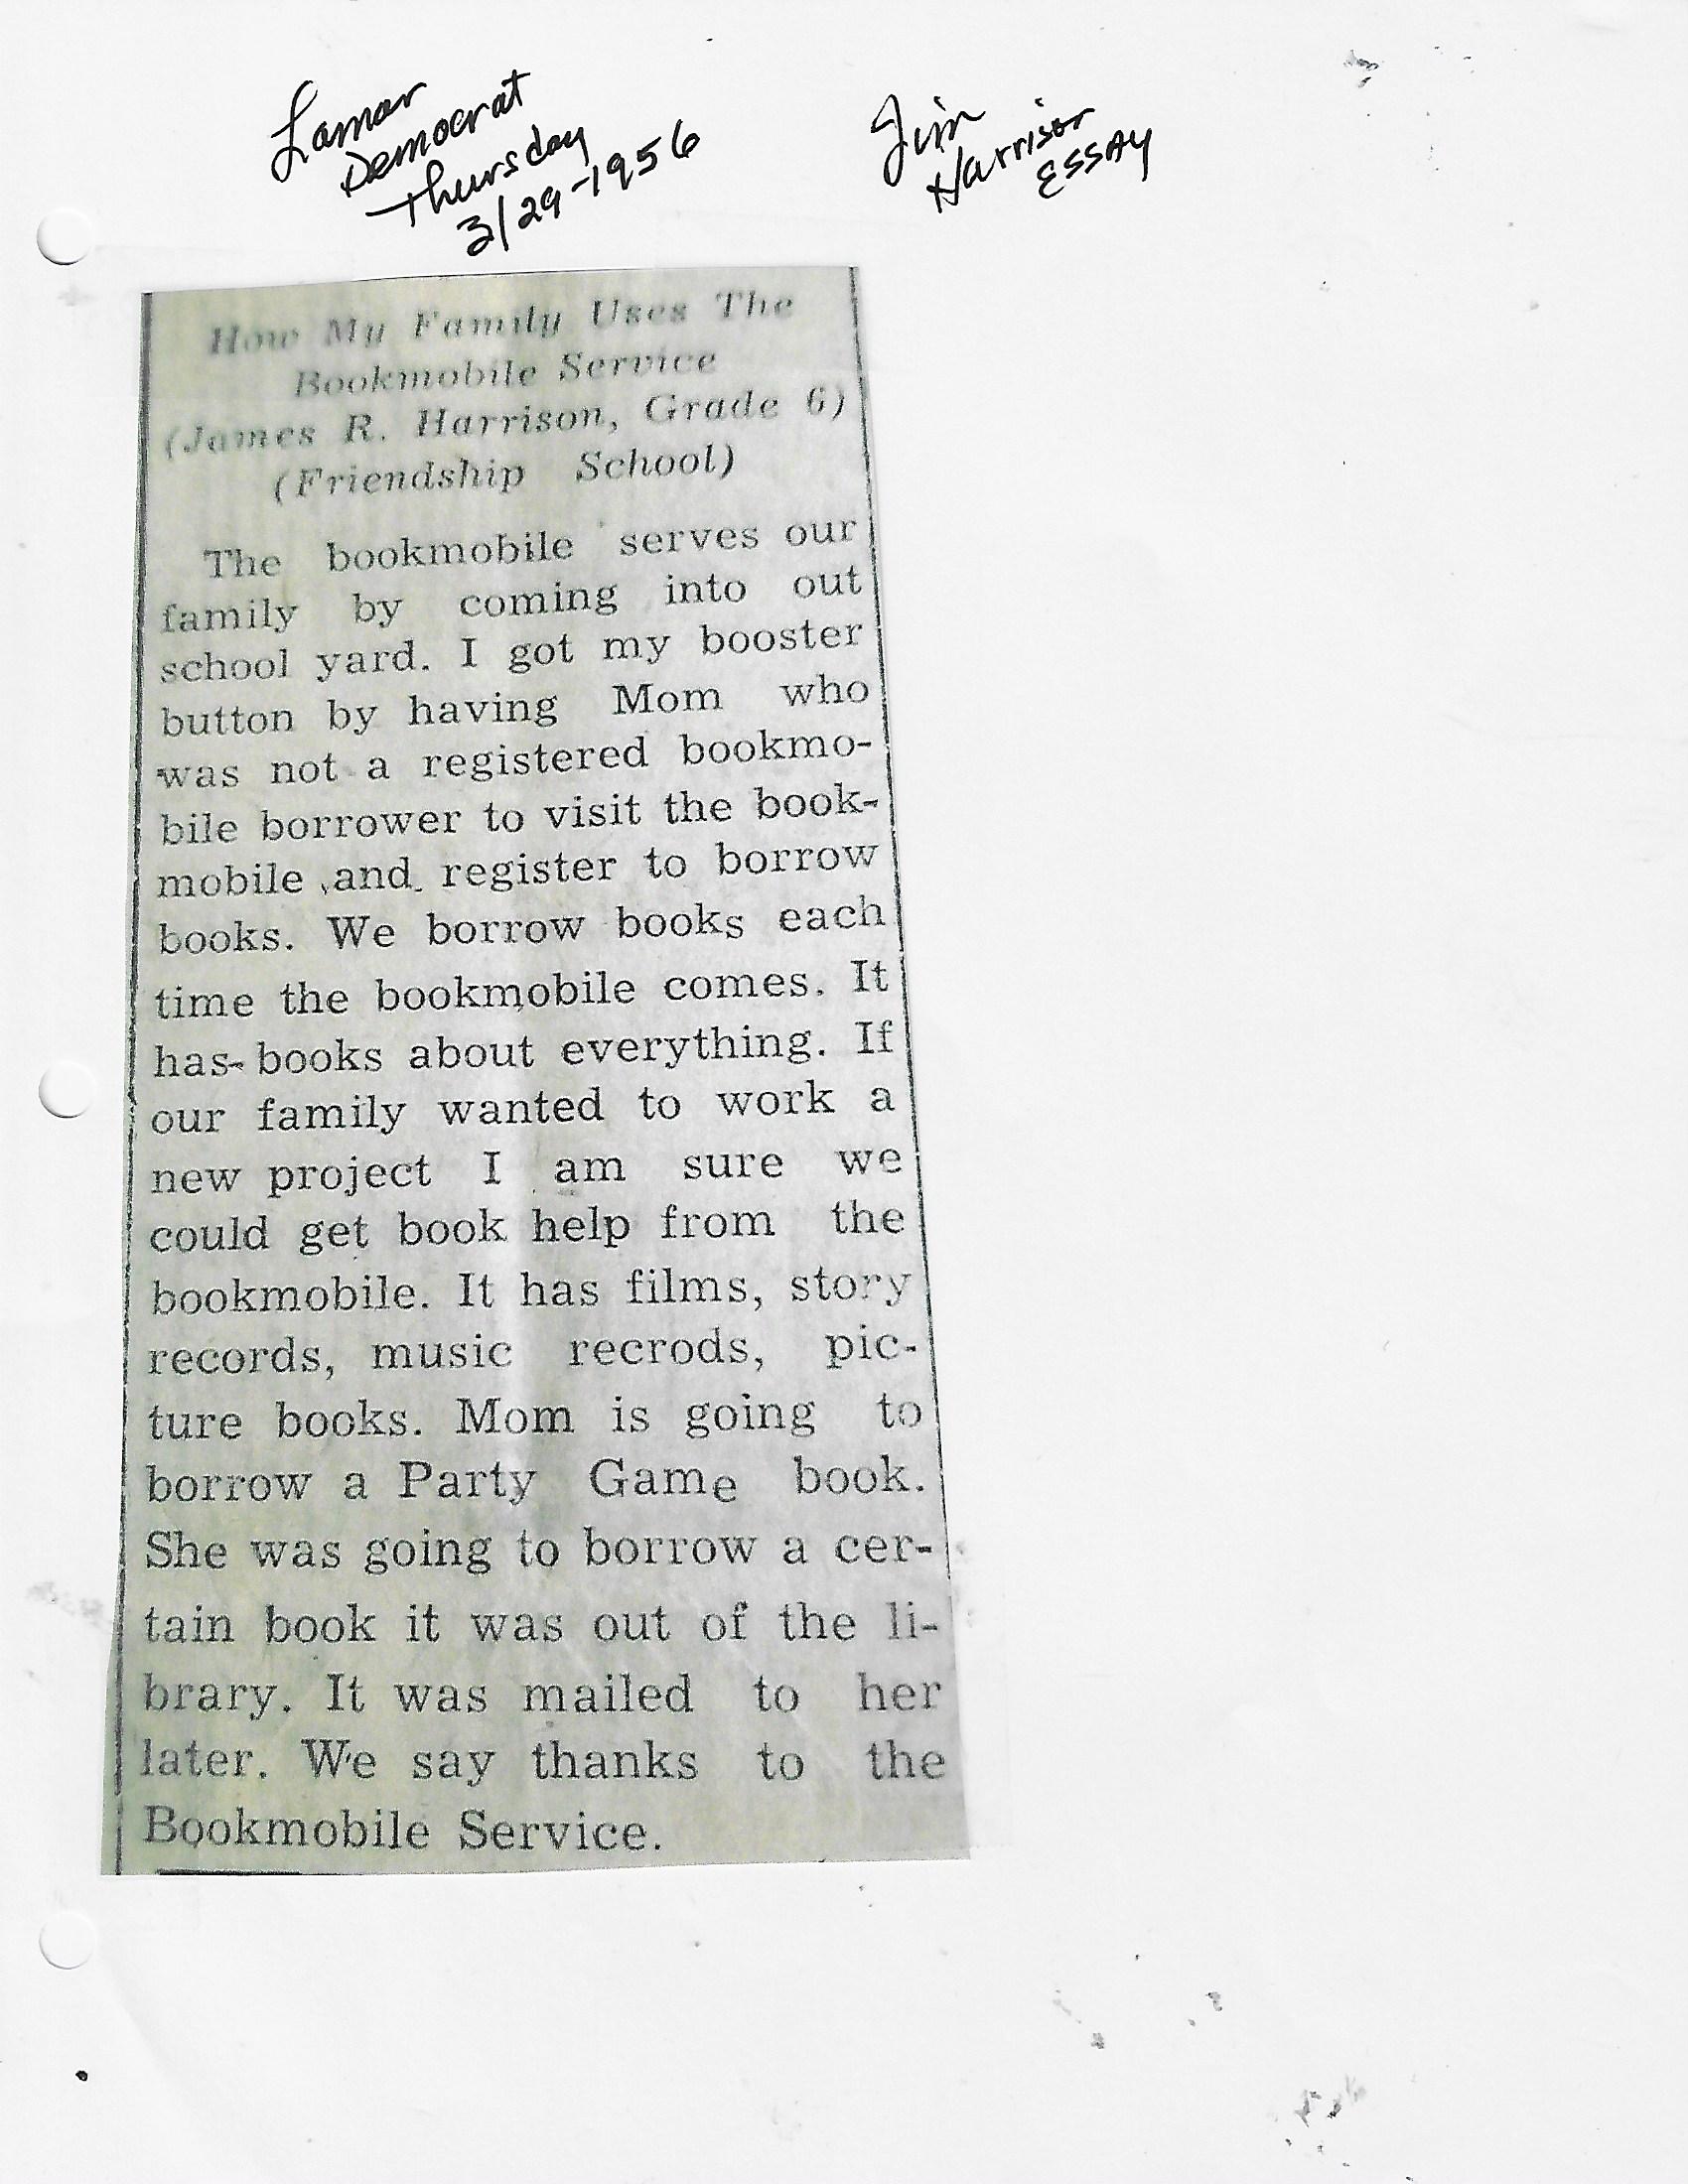 Lamar
Democrat
Thursday
3/29-1956
Jim
Harrison
ESSAY
How My Family Uses The
Bookmobile Service
(James R. Harrison, Grade 6)
(Friendship School)
The bookmobile serves our
family by coming into out
school yard. I got my booster
button by having Mom who
was not a registered bookmo-
bile borrower to visit the book-
mobile and register to borrow
books. We borrow books each
time the bookmobile comes. It
has books about everything. If
our family wanted to work a
new project I am sure we
could get book help from the
bookmobile. It has films, story
records, music recrods, pic-
ture books. Mom is going to
borrow a Party Game book.
She was going to borrow a cer-
tain book it was out of the li-
brary. It was mailed to her
later. We say thanks to the
Bookmobile Service.